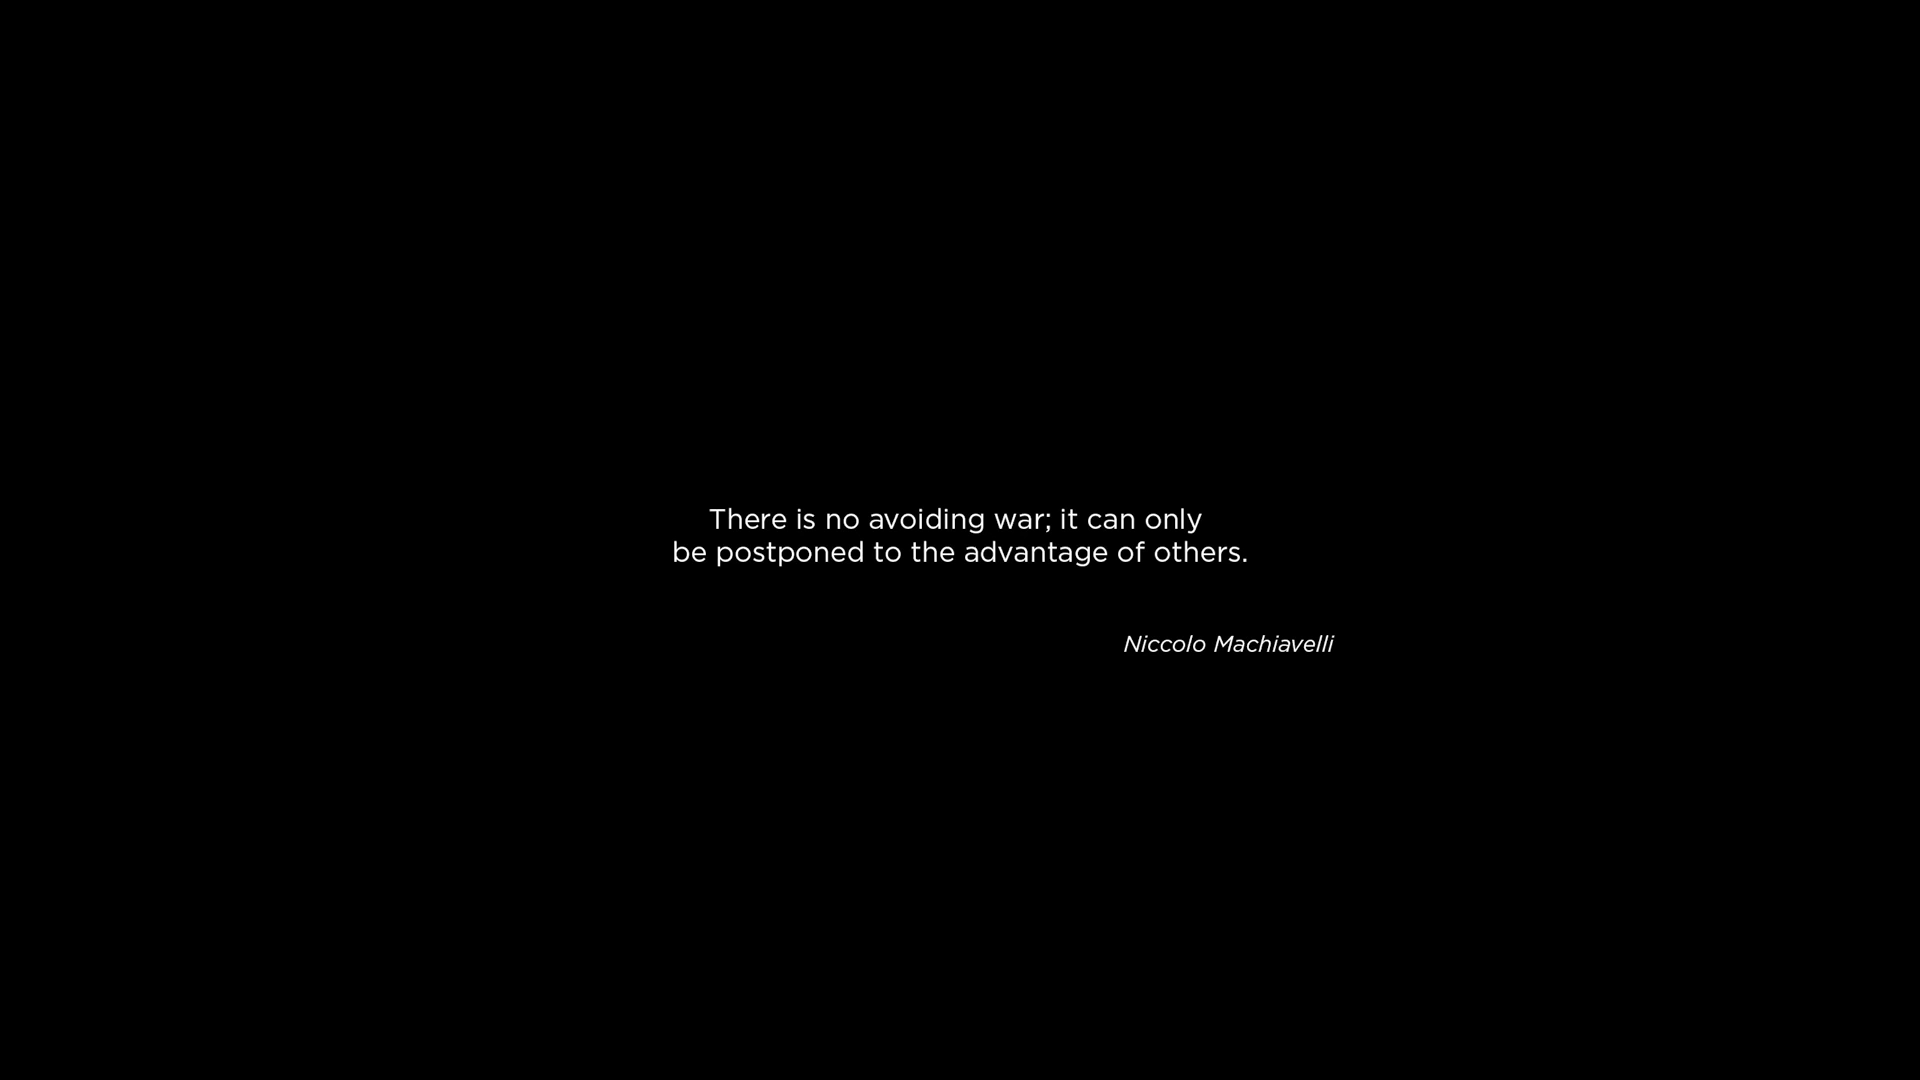 There is no avoiding war; it can only
be postponed to the advantage of others.
Niccolo Machiavelli